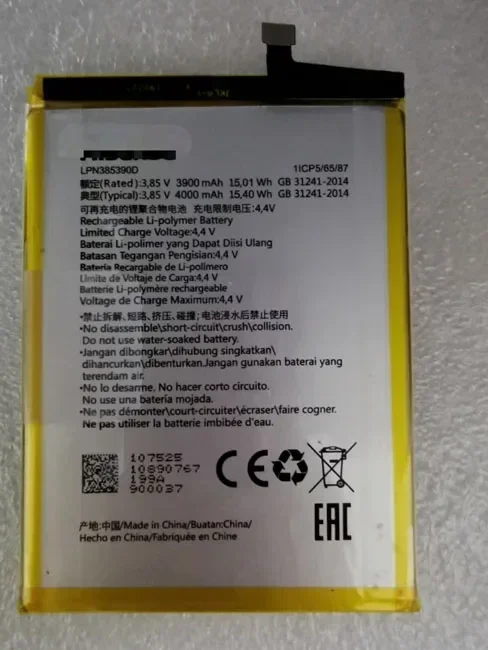 LPN385390D 1ICP5/65/87
额定(Rated):3,85 V 3900 mAh 15,01 Wh GB 31241-2014
典型(Typical):3,85 V 4000 mAh 15,40 Wh GB 31241-2014
可再充电的锂聚合物电池 充电限制电压:4,4V
Rechargeable Li-polymer Battery
Limited Charge Voltage:4,4 V
Baterai Li-polimer yang Dapat Diisi Ulang
Batasan Tegangan Pengisian:4,4 V
Batería Recargable de Li-polímero
Umite de Voltaje de Carga:4,4 V
Batterie Li-polymère rechargeable
Voltage de Charge Maximum:4,4 V
•禁止拆解、短路、挤压、碰撞; 电池浸水后禁止使用
•No disassemble\short-circuit\crush\collision.
Do not use water-soaked battery.
•Jangan dibongkar\dihubung singkatkan\
dihancurkan\dibenturkan.Jangan gunakan baterai yang
terendam air.
•No lo desarme. No hacer corto circuito.
No use una batería mojada.
•Ne pas démonter\court-circuiter\écraser\faire cogner.
Ne pas utiliser la batterie imbibée d'eau.
107525
10890767
199A
900037
CE
EAC
产地:中国/Made in China/Buatan:China/
Hecho en China/Fabriquée en Chine